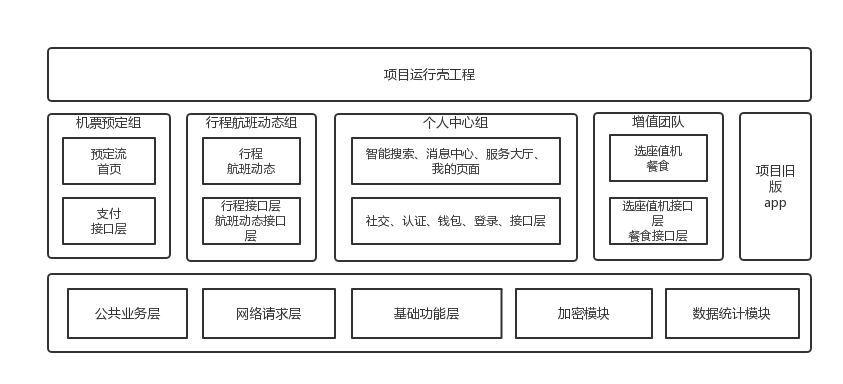 项目运行壳工程
机票预定组
预定流
首页
支付
接口层
行程航班动态组
行程
航班动态
行程接口层
航班动态接口
层
个人中心组
智能搜索、消息中心、服务大厅、
我的页面
社交、认证、钱包、登录、接口层
增值团队
选座值机
餐食
选座值机接口
层
餐食接口层
项目旧
版
app
公共业务层
网络请求层
基础功能层
加密模块
数据统计模块